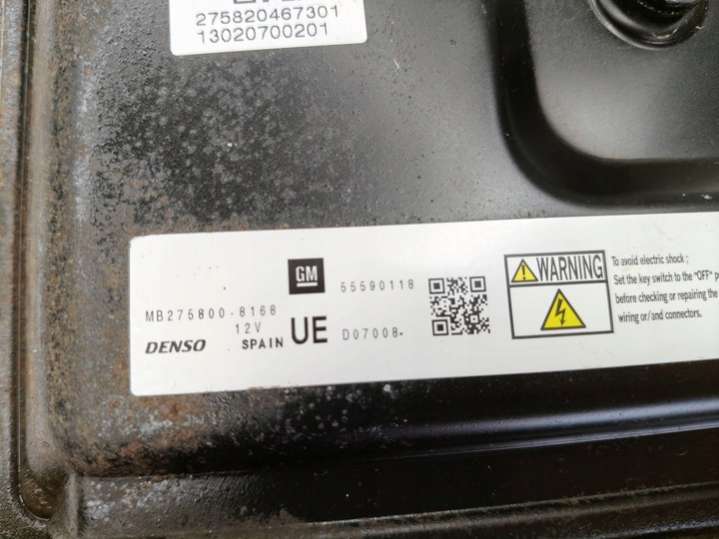 275820467301
13020700201
GM
55590118
MB275800-8168
12V
UE
D07008-
DENSO
SPAIN
WARNING
To avoid electric shock ;
Set the key switch to the "OFF" p
before checking or repairing the
wiring or/and connectors.